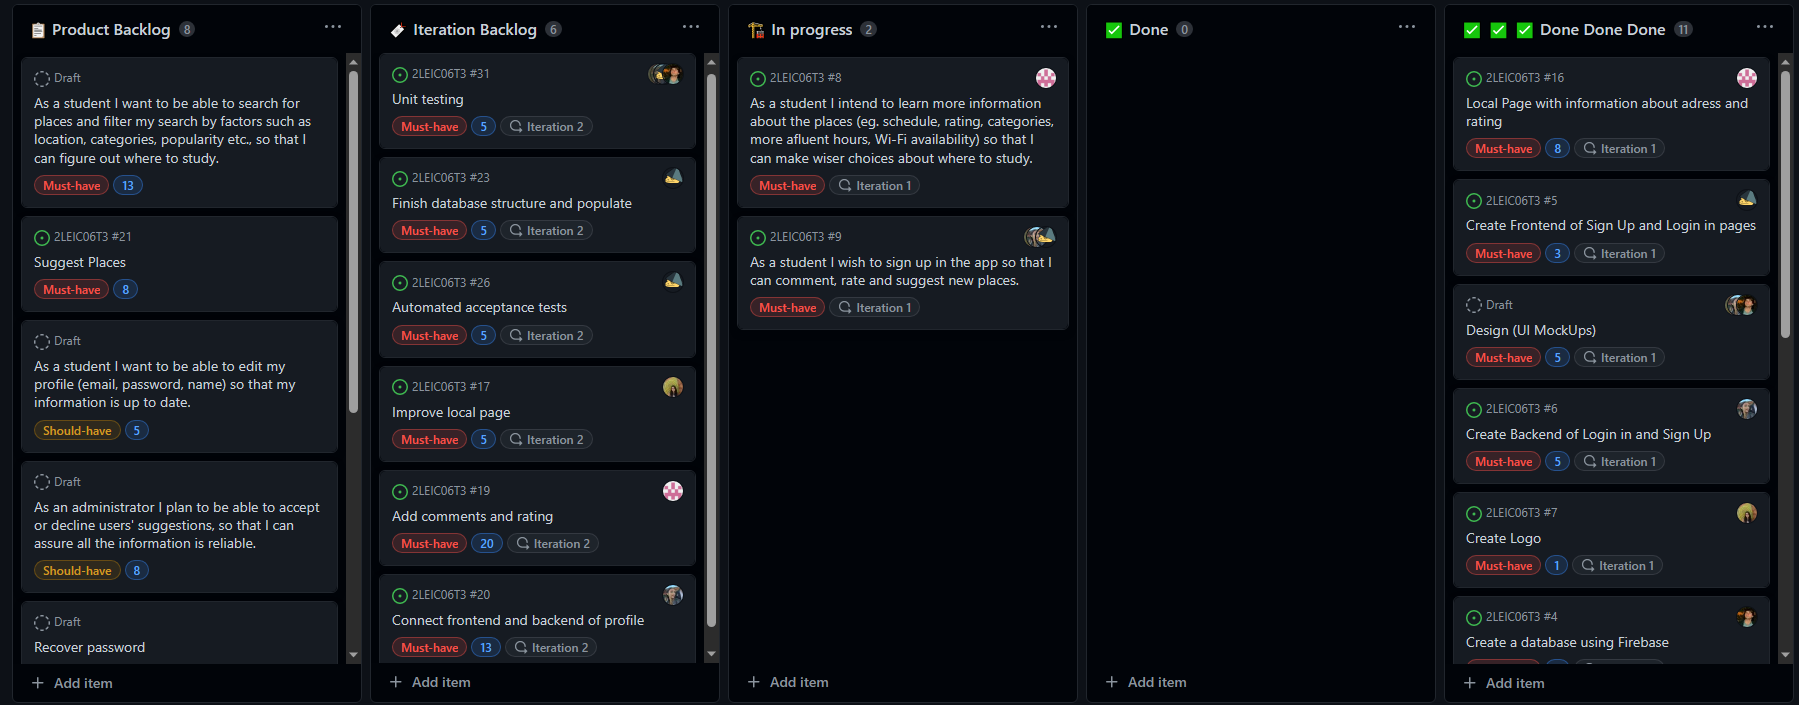 Product Backlog 8
Draft
As a student I want to be able to search for
places and filter my search by factors such as
location, categories, popularity etc., so that I
can figure out where to study.
Must-have 13
2LEIC06T3 #21
Suggest Places
Must-have 8
Draft
As a student I want to be able to edit my
profile (email, password, name) so that my
information is up to date.
Should-have 5
Draft
As an administrator I plan to be able to accept
or decline users' suggestions, so that I can
assure all the information is reliable.
Should-have 8
Draft
Recover password
+ Add item
Iteration Backlog 6
2LEIC06T3 #31
Unit testing
Must-have 5 Iteration 2
2LEIC06T3 #23
Finish database structure and populate
Must-have 5 Iteration 2
2LEIC06T3 #26
Automated acceptance tests
Must-have 5 Iteration 2
2LEIC06T3 #17
Improve local page
Must-have 5 Iteration 2
2LEIC06T3 #19
Add comments and rating
Must-have 20 Iteration 2
2LEIC06T3 #20
Connect frontend and backend of profile
Must-have 13 Iteration 2
+ Add item
In progress 2
2LEIC06T3 #8
As a student I intend to learn more information
about the places (eg. schedule, rating, categories,
more afluent hours, Wi-Fi availability) so that I
can make wiser choices about where to study.
Must-have Iteration 1
2LEIC06T3 #9
As a student I wish to sign up in the app so that I
can comment, rate and suggest new places.
Must-have Iteration 1
+ Add item
Done 0
+ Add item
Done Done Done 11
2LEIC06T3 #16
Local Page with information about adress and
rating
Must-have 8 Iteration 1
2LEIC06T3 #5
Create Frontend of Sign Up and Login in pages
Must-have 3 Iteration 1
Draft
Design (UI MockUps)
Must-have 5 Iteration 1
2LEIC06T3 #6
Create Backend of Login in and Sign Up
Must-have 5 Iteration 1
2LEIC06T3 #7
Create Logo
Must-have 1 Iteration 1
2LEIC06T3 #4
Create a database using Firebase
+ Add item